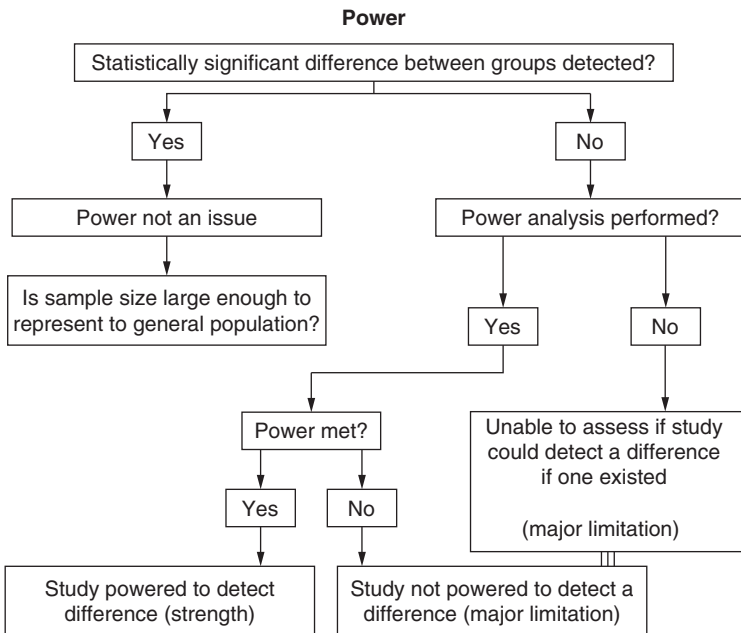 Power
Statistically significant difference between groups detected?
Yes
No
Power not an issue
Power analysis performed?
Is sample size large enough to
represent to general population?
Yes
No
Power met?
Unable to assess if study
could detect a difference
if one existed
(major limitation)
Yes
No
Study powered to detect
difference (strength)
Study not powered to detect a
difference (major limitation)